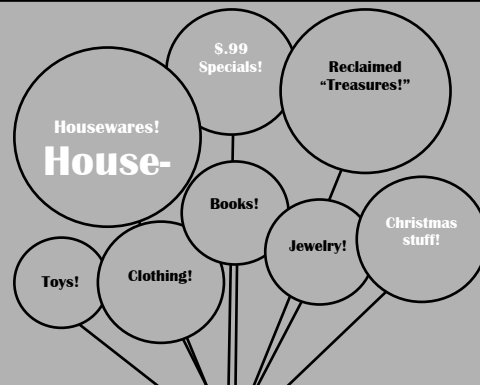 $.99
Specials!
Reclaimed
“Treasures!”
Housewares!
House-
Books!
Christmas
stuff!
Jewelry!
Toys!
Clothing!